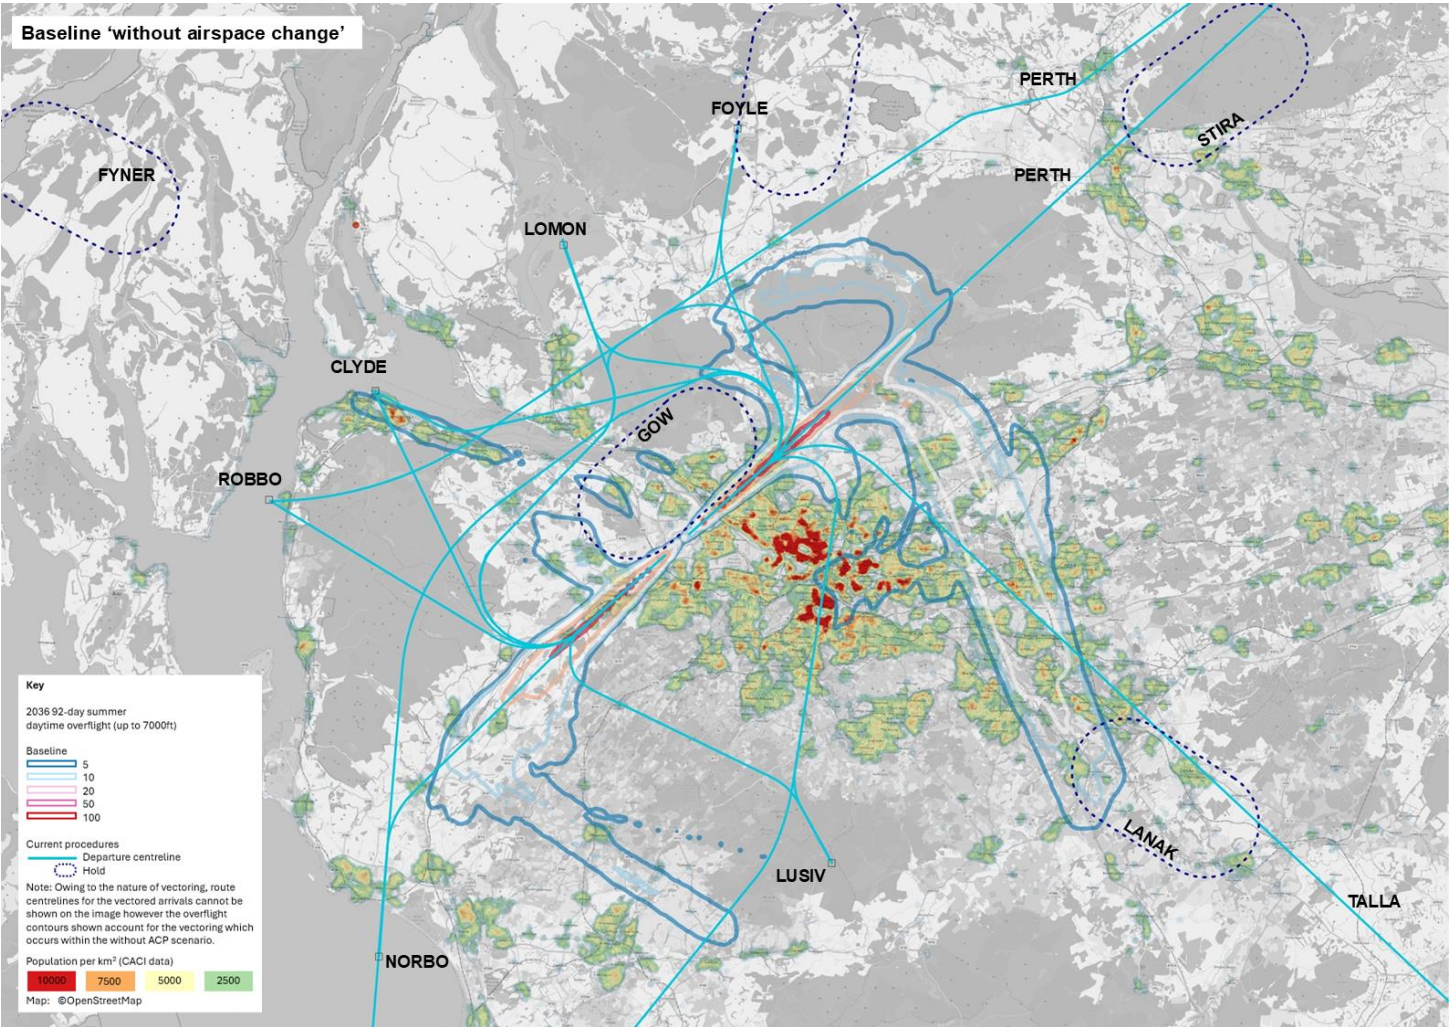 Baseline ‘without airspace change’
PERTH
FOYLE
STIRA
FYNER
PERTH
LOMON
CLYDE
GOW
ROBBO
LANAK
LUSIV
TALLA
NORBO
Key
2036 92-day summer
daytime overflight (up to 7000ft)
Baseline
5
10
20
50
100
Current procedures
Departure centreline
Hold
Note: Owing to the nature of vectoring, route
centrelines for the vectored arrivals cannot be
shown on the image however the overflight
contours shown account for the vectoring which
occurs within the without ACP scenario.
Population per km² (CACI data)
10000 7500 5000 2500
Map: ©OpenStreetMap